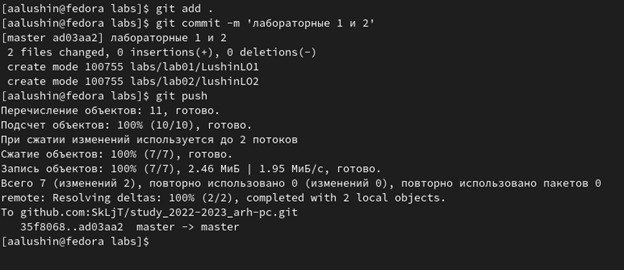 [aalushin@fedora labs]$ git add .
[aalushin@fedora labs]$ git commit -m 'лабораторные 1 и 2'
[master ad03aa2] лабораторные 1 и 2
2 files changed, 0 insertions(+), 0 deletions(-)
create mode 100755 labs/lab01/LushinLO1
create mode 100755 labs/lab02/lushinLO2
[aalushin@fedora labs]$ git push
Перечисление объектов: 11, готово.
Подсчет объектов: 100% (10/10), готово.
При сжатии изменений используется до 2 потоков
Сжатие объектов: 100% (7/7), готово.
Запись объектов: 100% (7/7), 2.46 МиБ | 1.95 МиБ/с, готово.
Всего 7 (изменений 2), повторно использовано 0 (изменений 0), повторно использовано пакетов 0
remote: Resolving deltas: 100% (2/2), completed with 2 local objects.
To github.com:SkLjT/study_2022-2023_arh-pc.git
35f8068..ad03aa2 master -> master
[aalushin@fedora labs]$